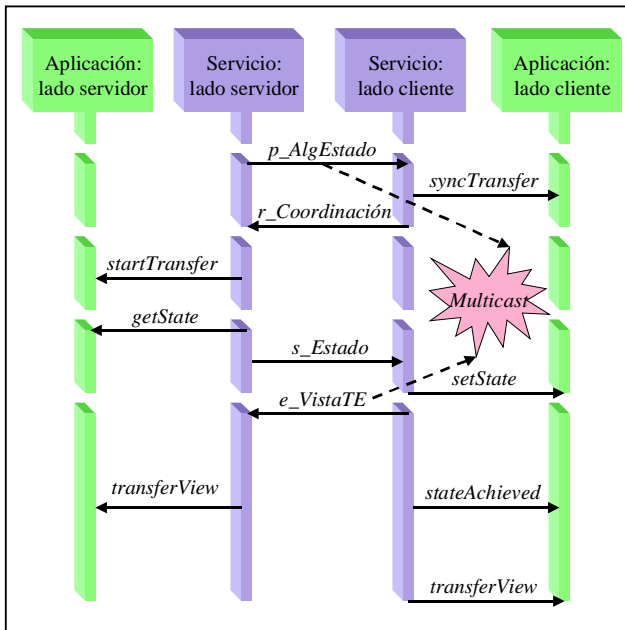 Aplicación:
lado servidor
Servicio:
lado servidor
Servicio:
lado cliente
Aplicación:
lado cliente
p_AlgEstado
syncTransfer
r_Coordinación
startTransfer
Multicast
getState
s_Estado
setState
e_VistaTE
transferView
stateAchieved
transferView